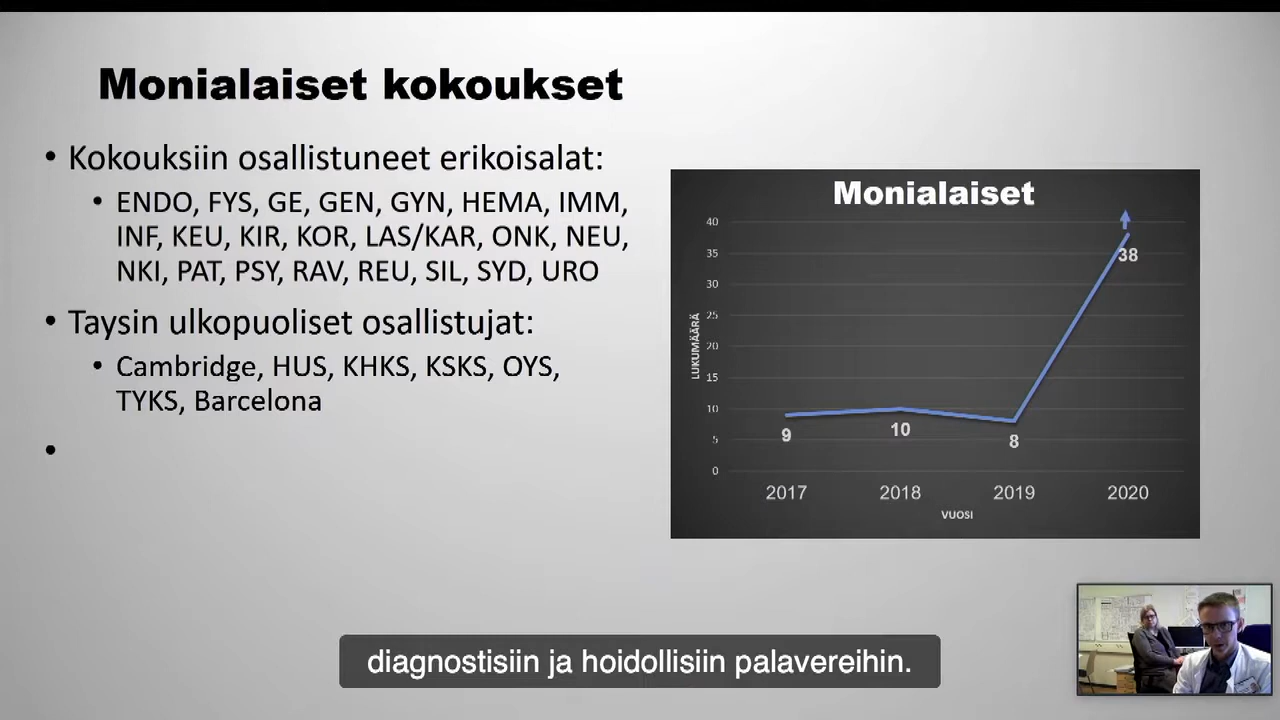 Monialaiset kokoukset
• Kokouksiin osallistuneet erikoisalat:
• ENDO, FYS, GE, GEN, GYN, HEMA, IMM,
INF, KEU, KIR, KOR, LAS/KAR, ONK, NEU,
NKI, PAT, PSY, RAV, REU, SIL, SYD, URO
• Taysin ulkopuoliset osallistujat:
• Cambridge, HUS, KHKS, KSKS, OYS,
TYKS, Barcelona
•
Monialaiset
LUKUMÄÄRÄ
40
35
30
25
20
15
10
5
0
9
10
8
38
2017 2018 2019 2020
VUOSI
diagnostisiin ja hoidollisiin palavereihin.